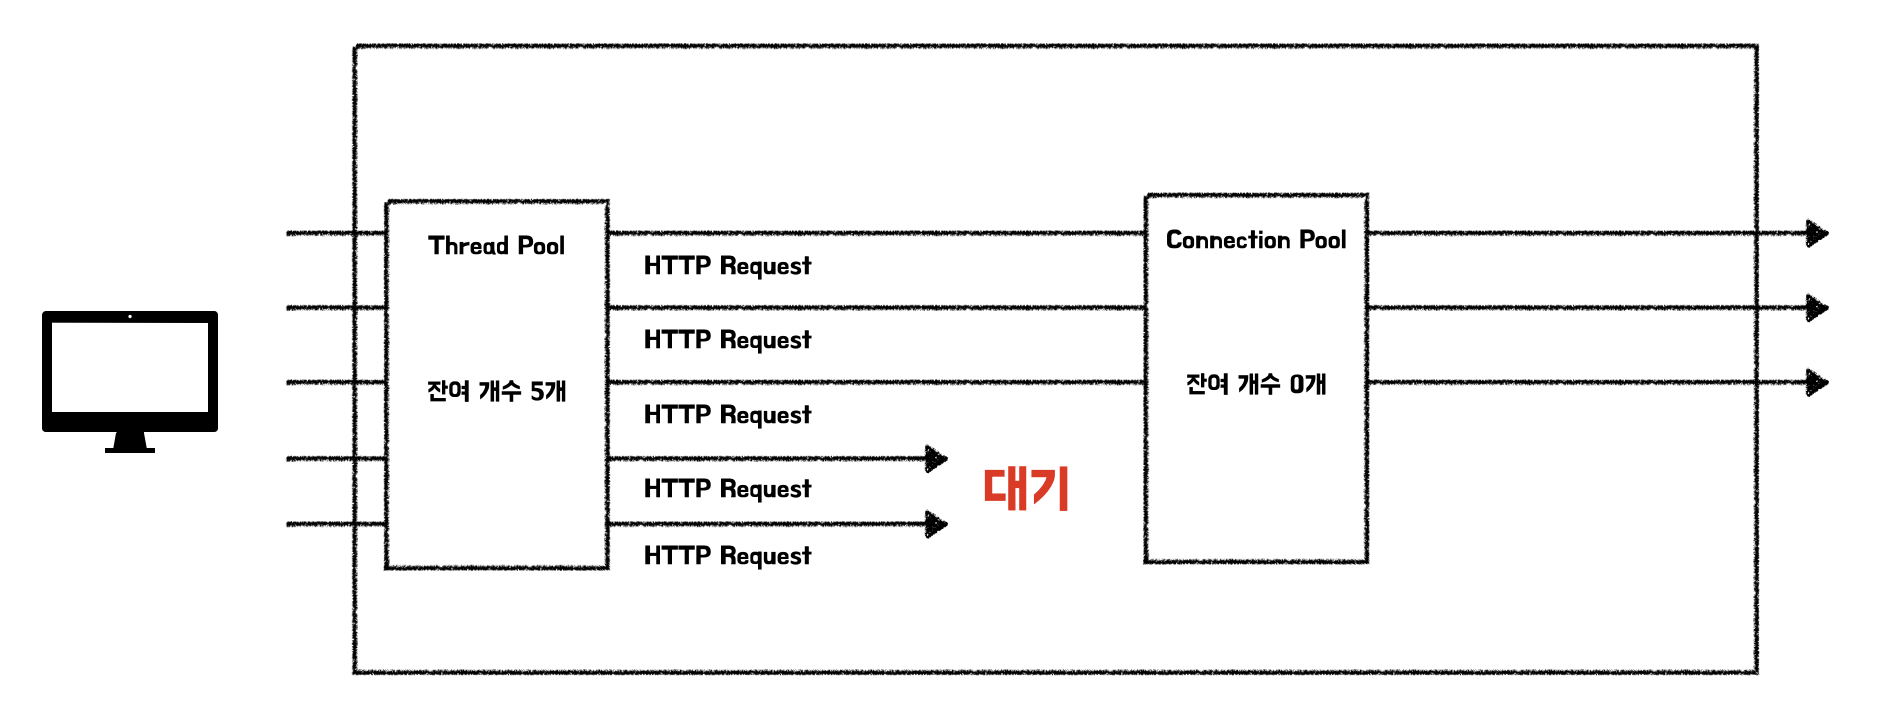 Thread Pool
잔여 개수 5개
HTTP Request
HTTP Request
HTTP Request
HTTP Request
HTTP Request
대기
Connection Pool
잔여 개수 0개